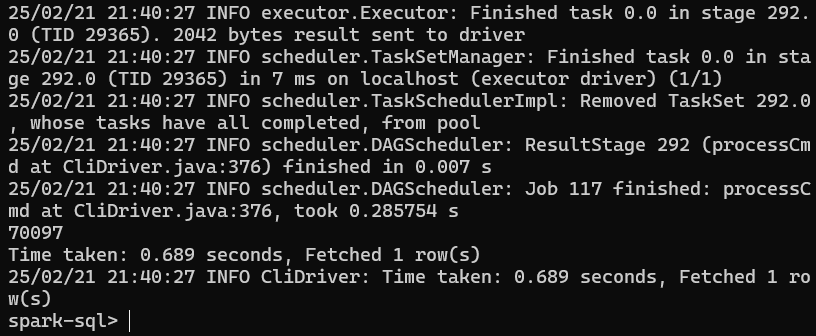 25/02/21 21:40:27 INFO executor.Executor: Finished task 0.0 in stage 292.
0 (TID 29365). 2042 bytes result sent to driver
25/02/21 21:40:27 INFO scheduler.TaskSetManager: Finished task 0.0 in sta
ge 292.0 (TID 29365) in 7 ms on localhost (executor driver) (1/1)
25/02/21 21:40:27 INFO scheduler.TaskSchedulerImpl: Removed TaskSet 292.0
, whose tasks have all completed, from pool
25/02/21 21:40:27 INFO scheduler.DAGScheduler: ResultStage 292 (processCm
d at CliDriver.java:376) finished in 0.007 s
25/02/21 21:40:27 INFO scheduler.DAGScheduler: Job 117 finished: processC
md at CliDriver.java:376, took 0.285754 s
70097
Time taken: 0.689 seconds, Fetched 1 row(s)
25/02/21 21:40:27 INFO CliDriver: Time taken: 0.689 seconds, Fetched 1 ro
w(s)
spark-sql>